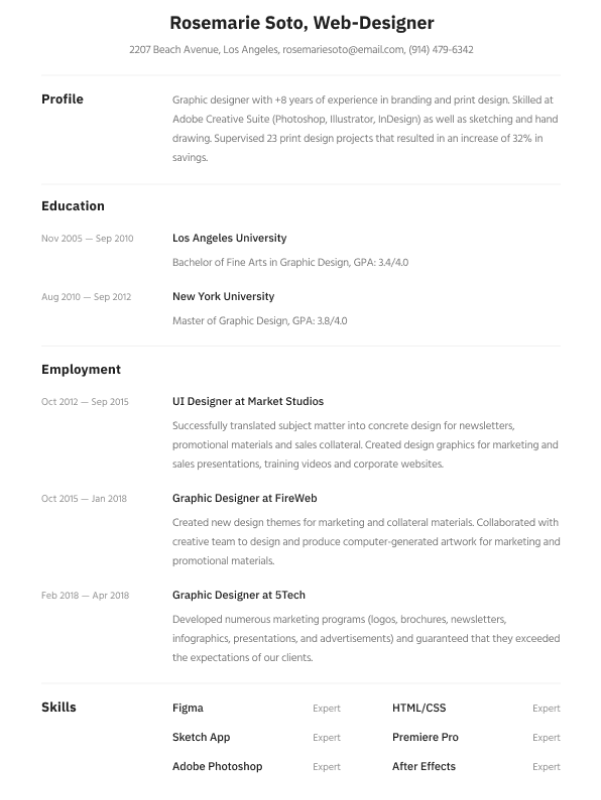 Rosemarie Soto, Web-Designer
2207 Beach Avenue, Los Angeles, rosemariesoto@email.com, (914) 479-6342
Profile
Graphic designer with +8 years of experience in branding and print design. Skilled at
Adobe Creative Suite (Photoshop, Illustrator, InDesign) as well as sketching and hand
drawing. Supervised 23 print design projects that resulted in an increase of 32% in
savings.
Education
Nov 2005 — Sep 2010 Los Angeles University
Bachelor of Fine Arts in Graphic Design, GPA: 3.4/4.0
Aug 2010 — Sep 2012 New York University
Master of Graphic Design, GPA: 3.8/4.0
Employment
Oct 2012 — Sep 2015 UI Designer at Market Studios
Successfully translated subject matter into concrete design for newsletters,
promotional materials and sales collateral. Created design graphics for marketing and
sales presentations, training videos and corporate websites.
Oct 2015 — Jan 2018 Graphic Designer at FireWeb
Created new design themes for marketing and collateral materials. Collaborated with
creative team to design and produce computer-generated artwork for marketing and
promotional materials.
Feb 2018 — Apr 2018 Graphic Designer at 5Tech
Developed numerous marketing programs (logos, brochures, newsletters,
infographics, presentations, and advertisements) and guaranteed that they exceeded
the expectations of our clients.
Skills
Figma Expert HTML/CSS Expert
Sketch App Expert Premiere Pro Expert
Adobe Photoshop Expert After Effects Expert